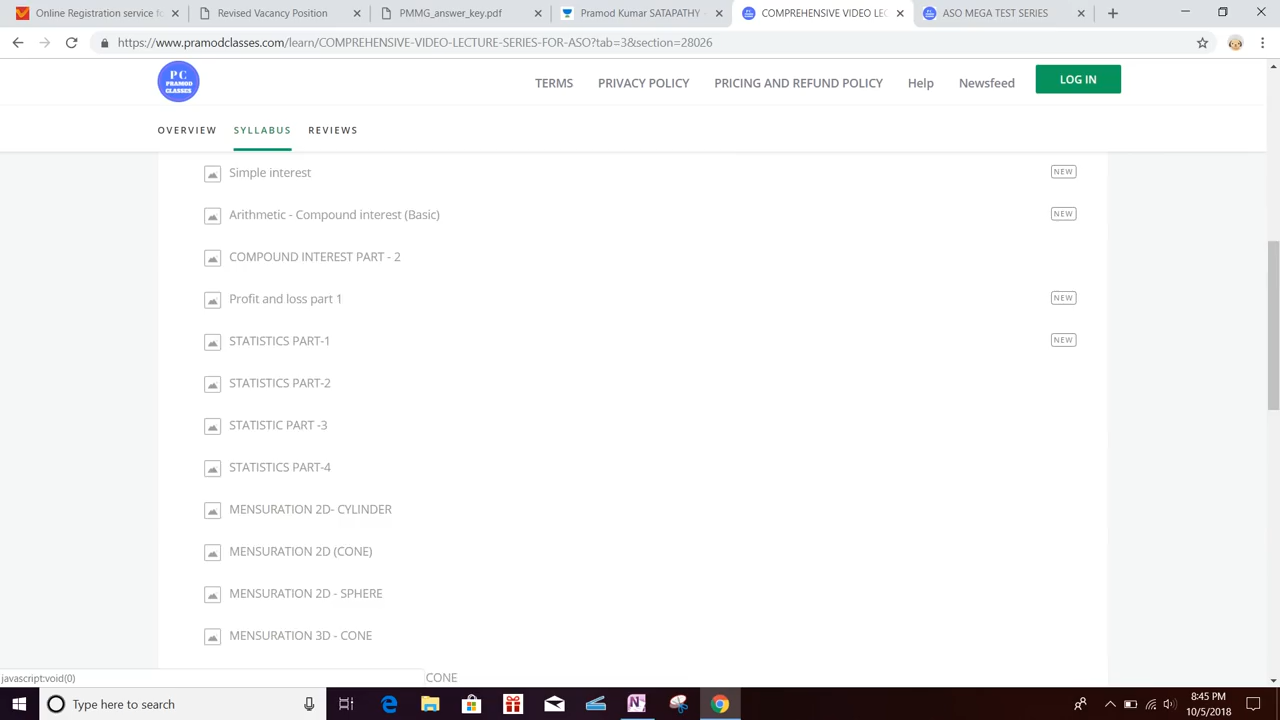 Online Registration service fo
Revised Vacancy Position
PMMG_answer_key.pdf
Pramod Kumar SATAPATHY -
COMPREHENSIVE VIDEO LEC
ASO MEGA TEST SERIES
https://www.pramodclasses.com/learn/COMPREHENSIVE-VIDEO-LECTURE-SERIES-FOR-ASO?tab=3&section=28026
P C
PRAMOD
CLASSES
TERMS
PRIVACY POLICY
PRICING AND REFUND POLICY
Help
Newsfeed
LOG IN
OVERVIEW
SYLLABUS
REVIEWS
Simple interest
NEW
Arithmetic - Compound interest (Basic)
NEW
COMPOUND INTEREST PART - 2
Profit and loss part 1
NEW
STATISTICS PART-1
NEW
STATISTICS PART-2
STATISTIC PART -3
STATISTICS PART-4
MENSURATION 2D- CYLINDER
MENSURATION 2D (CONE)
MENSURATION 2D - SPHERE
MENSURATION 3D - CONE
CONE
javascript:void(0)
Type here to search
8:45 PM
10/5/2018